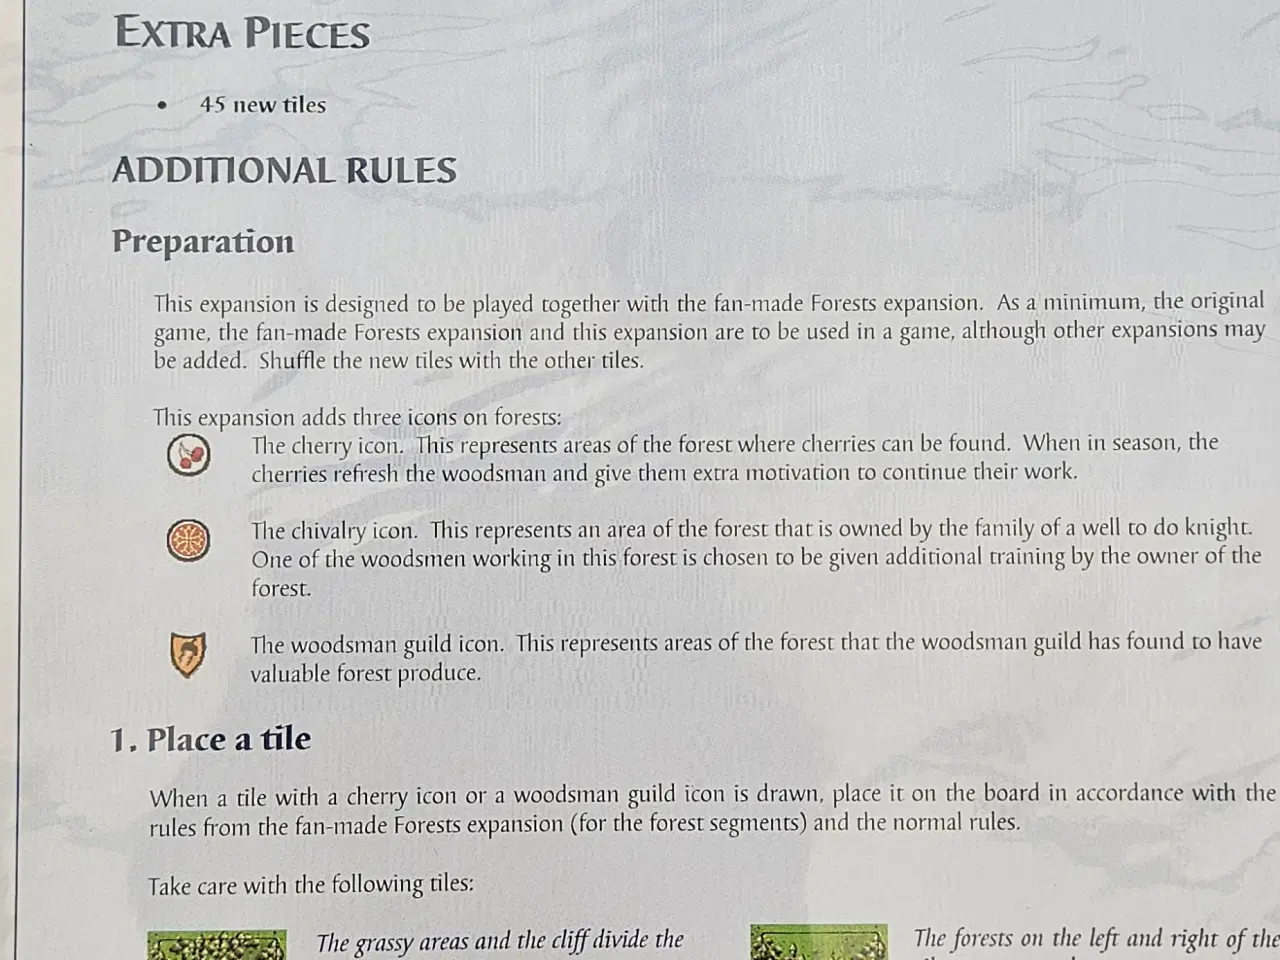 EXTRA PIECES
• 45 new tiles
ADDITIONAL RULES
Preparation
This expansion is designed to be played together with the fan-made Forests expansion. As a minimum, the original
game, the fan-made Forests expansion and this expansion are to be used in a game, although other expansions may
be added. Shuffle the new tiles with the other tiles.
This expansion adds three icons on forests:
The cherry icon. This represents areas of the forest where cherries can be found. When in season, the
cherries refresh the woodsman and give them extra motivation to continue their work.
The chivalry icon. This represents an area of the forest that is owned by the family of a well to do knight.
One of the woodsmen working in this forest is chosen to be given additional training by the owner of the
forest.
The woodsman guild icon. This represents areas of the forest that the woodsman guild has found to have
valuable forest produce.
1. Place a tile
When a tile with a cherry icon or a woodsman guild icon is drawn, place it on the board in accordance with the
rules from the fan-made Forests expansion (for the forest segments) and the normal rules.
Take care with the following tiles:
The grassy areas and the cliff divide the
The forests on the left and right of the